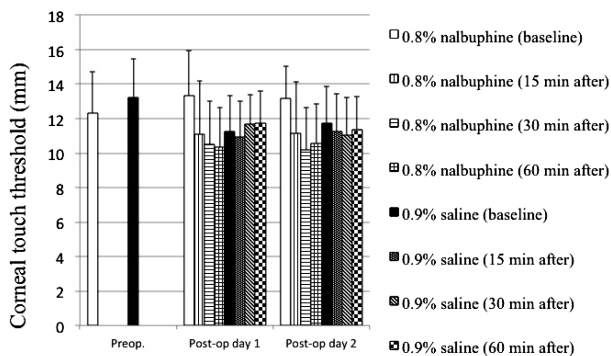 Corneal touch threshold (mm)
18
16
14
12
10
8
6
4
2
0
Preop.
Post-op day 1
Post-op day 2
0.8% nalbuphine (baseline)
0.8% nalbuphine (15 min after)
0.8% nalbuphine (30 min after)
0.8% nalbuphine (60 min after)
0.9% saline (baseline)
0.9% saline (15 min after)
0.9% saline (30 min after)
0.9% saline (60 min after)